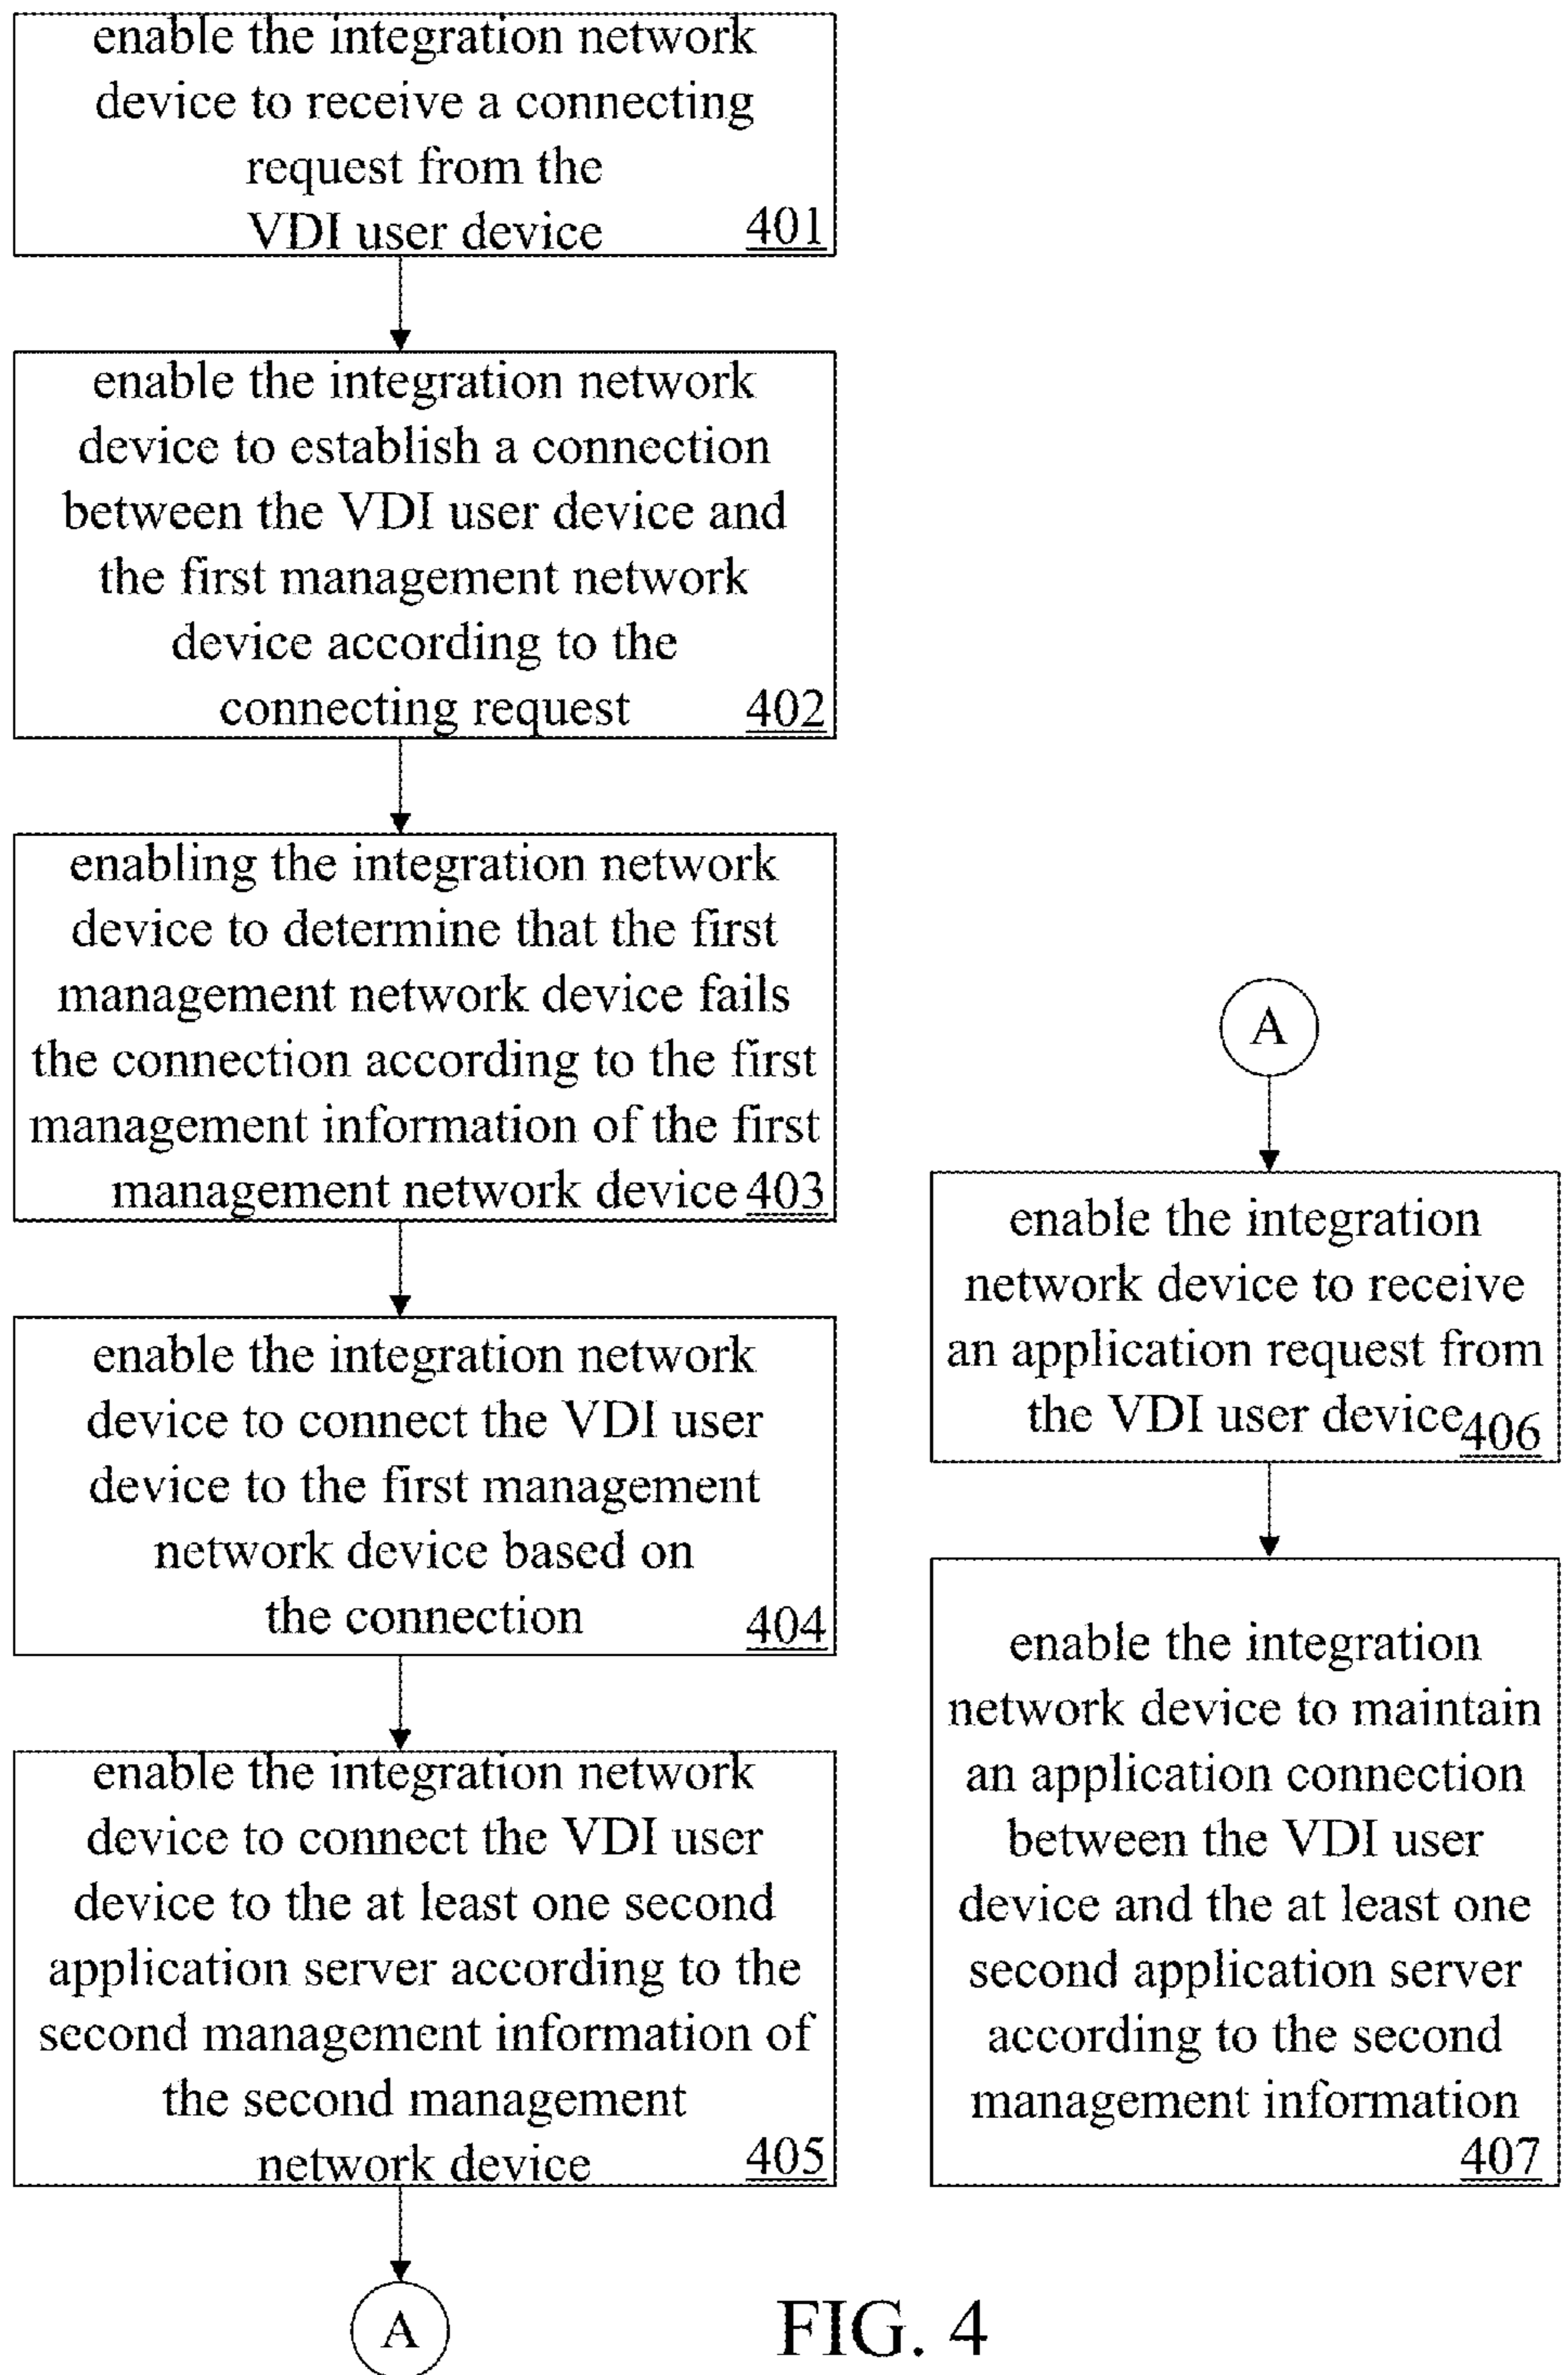 enable the integration network
device to receive a connecting
request from the
VDI user device 401
enable the integration network
device to establish a connection
between the VDI user device and
the first management network
device according to the
connecting request 402
enabling the integration network
device to determine that the first
management network device fails
the connection according to the first
management information of the first
management network device 403
enable the integration network
device to connect the VDI user
device to the first management
network device based on
the connection 404
enable the integration network
device to connect the VDI user
device to the at least one second
application server according to the
second management information of
the second management
network device 405
A
A
enable the integration
network device to receive
an application request from
the VDI user device 406
enable the integration
network device to maintain
an application connection
between the VDI user
device and the at least one
second application server
according to the second
management information
407
FIG. 4